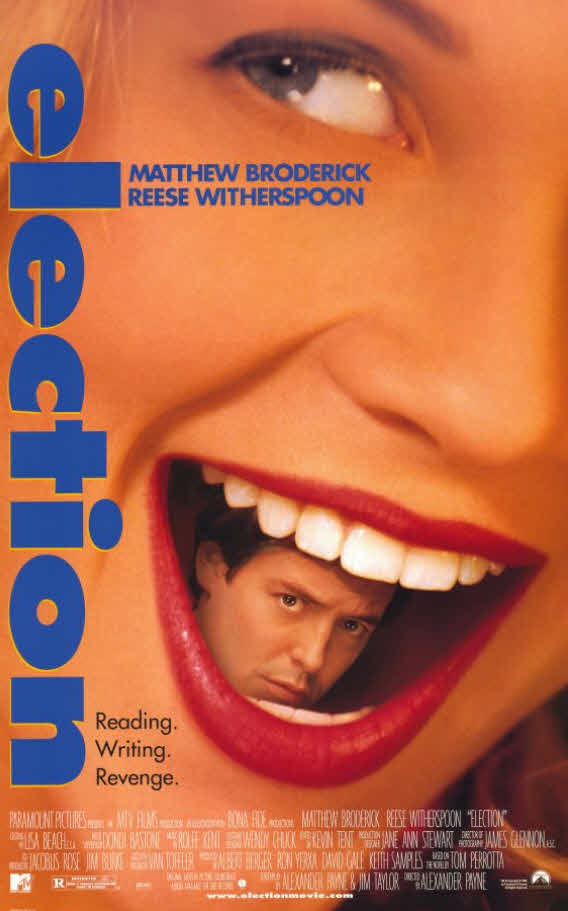 election
MATTHEW BRODERICK
REESE WITHERSPOON
Reading.
Writing.
Revenge.
PARAMOUNT PICTURES MTV FILMS BONA FIDE MATTHEW BRODERICK REESE WITHERSPOON "ELECTION"
LISA BEACH C.S.A. DONDI BASTONE ROLFE KENT WENDY CHUCK KEVIN TENT JANE ANN STEWART JAMES GLENNON A.S.C.
JACOBUS ROSE JIM BURKE VAN TOFFLER ALBERT BERGER RON YERXA DAVID GALE KEITH SAMPLES TOM PERROTTA
ALEXANDER PAYNE & JIM TAYLOR ALEXANDER PAYNE
MTV R
www.electionmovie.com